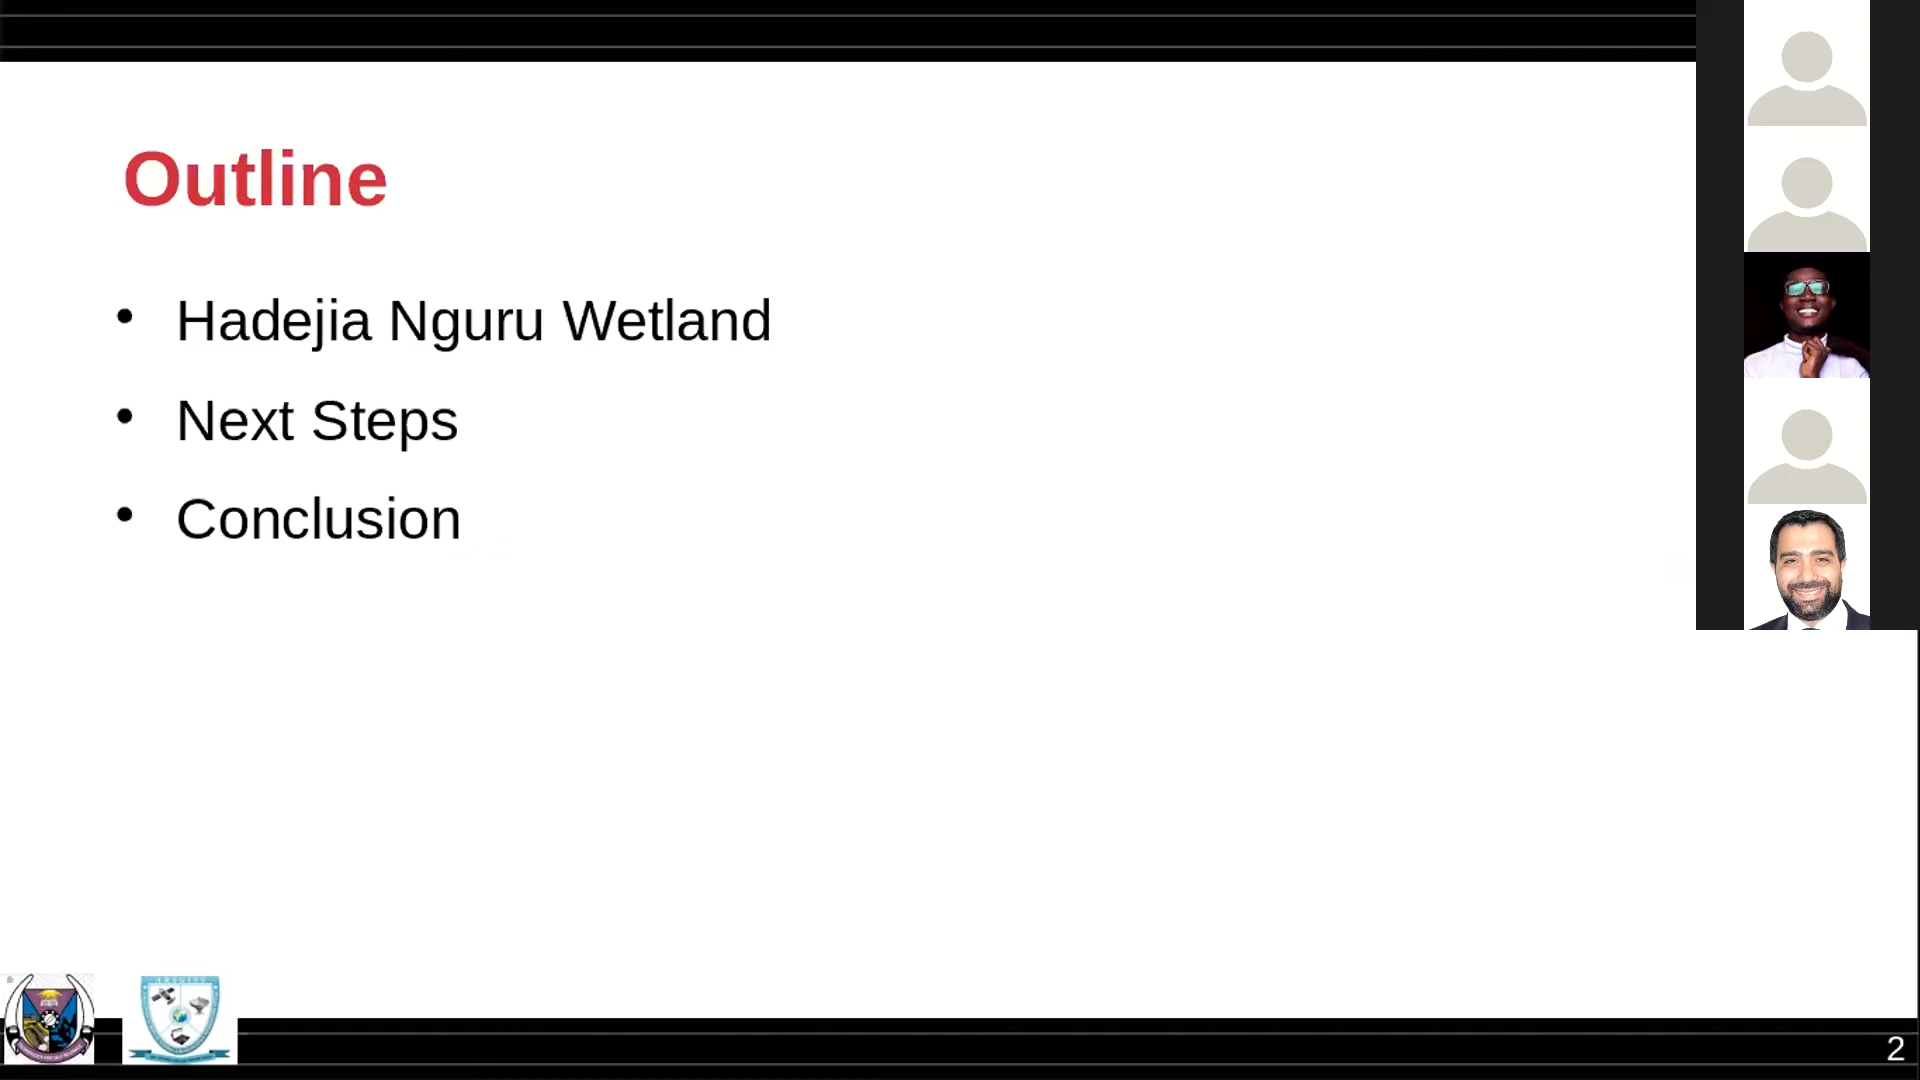 Outline
• Hadejia Nguru Wetland
• Next Steps
• Conclusion
2